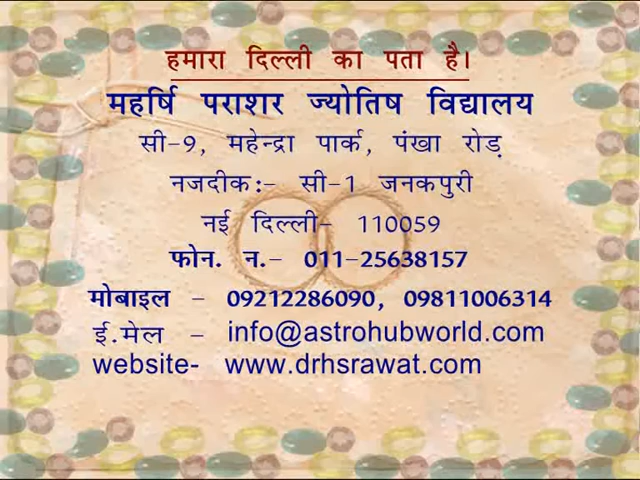 हमारा दिल्ली का पता है।
महर्षि पराशर ज्योतिष विद्यालय
सी-9, महेन्द्रा पार्क, पंखा रोड़
नजदीक:- सी-1 जनकपुरी
नई दिल्ली- 110059
फोन. न.- 011-25638157
मोबाइल - 09212286090, 09811006314
ई.मेल - info@astrohubworld.com
website- www.drhsrawat.com